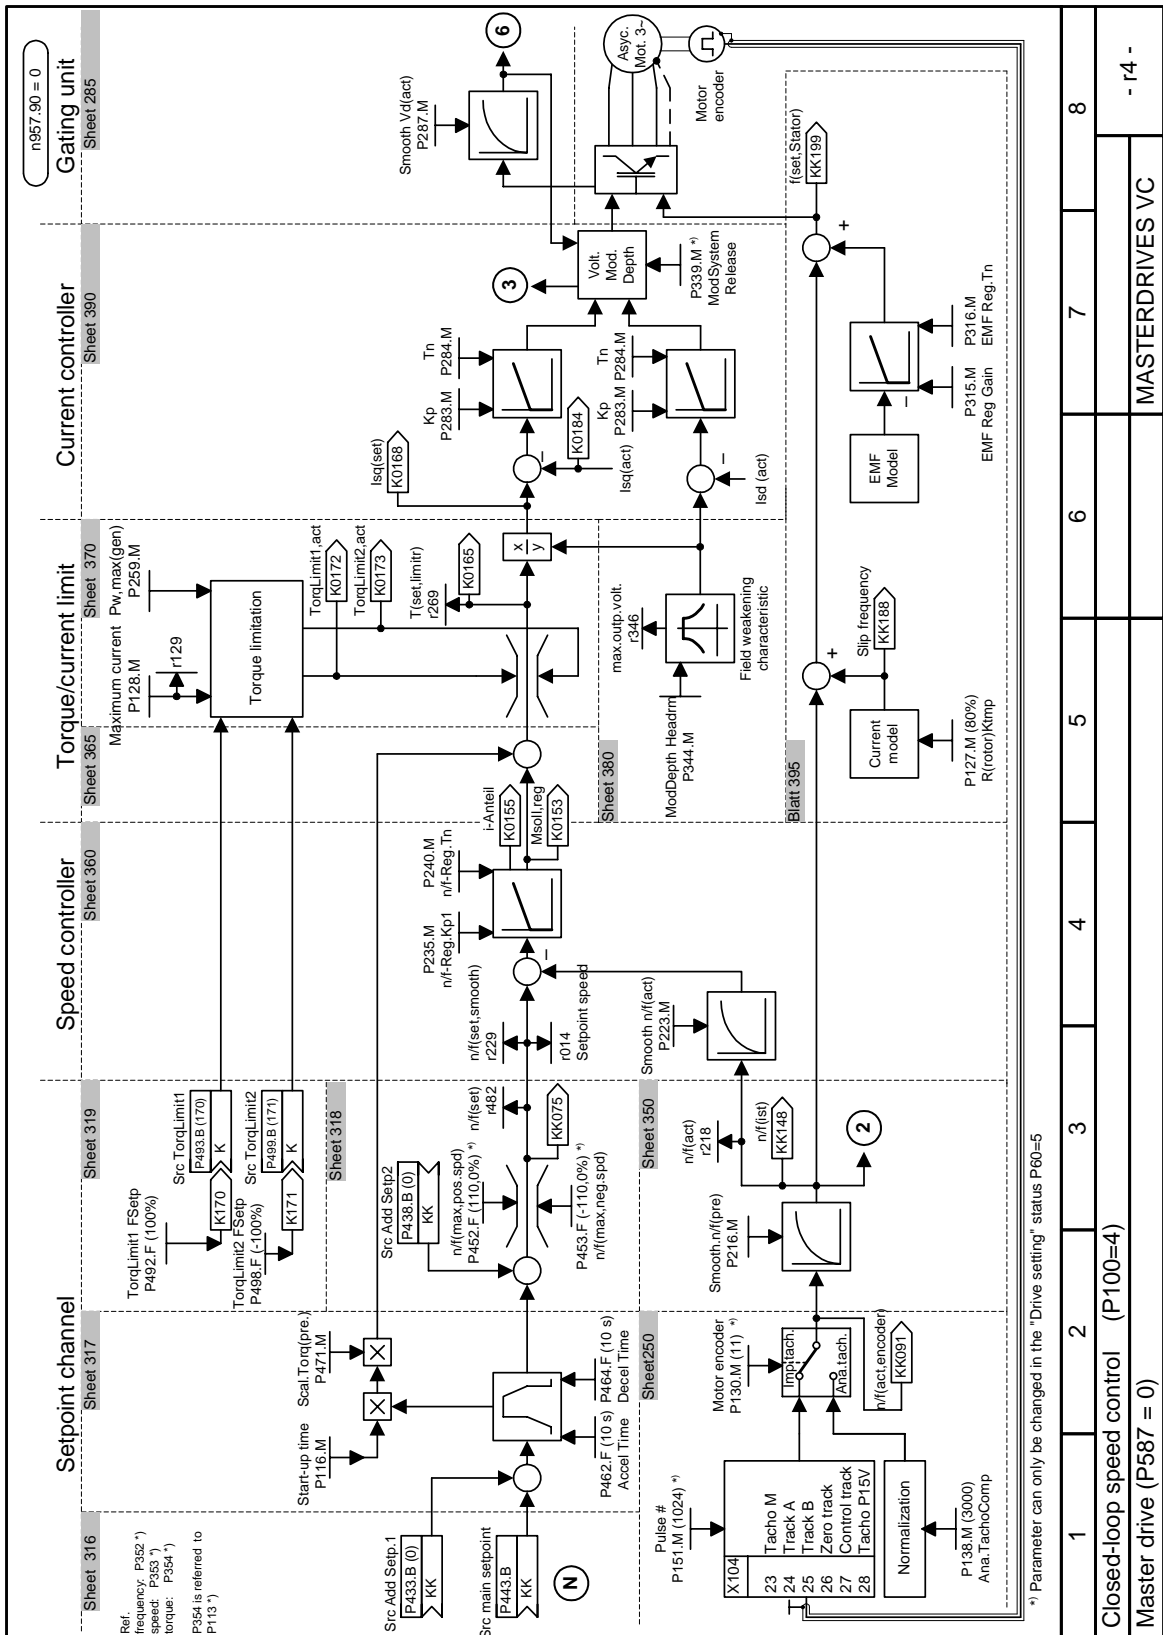 n957.90 = 0
Setpoint channel
Speed controller
Torque/current limit
Current controller
Gating unit
Sheet 316
Sheet 317
Sheet 319
Sheet 360
Sheet 365
Sheet 370
Sheet 390
Sheet 285
Ref.
frequency: P352 *)
speed: P353 *)
torque: P354 *)
P354 is referred to
P113 *)
TorqLimit1 FSetp
P492.F (100%)
K170
Src TorqLimit1
P493.B (170)
K
TorqLimit2 FSetp
P498.F (-100%)
K171
Src TorqLimit2
P499.B (171)
K
Sheet 318
Maximum current
P128.M
r129
Pw,max(gen)
P259.M
Torque limitation
TorqLimit1,act
K0172
TorqLimit2,act
K0173
T(set,limitr)
r269
K0165
Start-up time
P116.M
Scal.Torq(pre.)
P471.M
Src Add Setp.1
P433.B (0)
KK
Src main setpoint
P443.B
KK
N
P462.F (10 s)
Accel Time
P464.F (10 s)
Decel Time
Src Add Setp2
P438.B (0)
KK
n/f(max,pos.spd)
P452.F (110,0%) *)
P453.F (-110,0%) *)
n/f(max,neg.spd)
n/f(set)
r482
KK075
n/f(set,smooth)
r229
r014
Setpoint speed
P235.M
n/f-Reg.Kp1
P240.M
n/f-Reg.Tn
i-Anteil
K0155
Msoll,reg
K0153
x
y
Isq(set)
K0168
Kp
P283.M
Tn
P284.M
K0184
Isq(act)
Kp
P283.M
Tn
P284.M
Isd (act)
3
Volt.
Mod.
Depth
P339.M *)
ModSystem
Release
Smooth Vd(act)
P287.M
6
Asyc.
Mot. 3~
Motor
encoder
Sheet 380
ModDepth Headrm
P344.M
max.outp.volt.
r346
Field weakening
characteristic
Sheet250
Sheet 350
Blatt 395
Pulse #
P151.M (1024) *)
X104
23 Tacho M
24 Track A
25 Track B
26 Zero track
27 Control track
28 Tacho P15V
Normalization
P138.M (3000)
Ana.TachoComp
Motor encoder
P130.M (11) *)
Imp.tach.
Ana.tach.
n/f(act,encoder)
KK091
Smooth.n/f(pre)
P216.M
n/f(act)
r218
n/f(ist)
KK148
2
Smooth n/f(act)
P223.M
Slip frequency
KK188
Current
model
P127.M (80%)
R(rotor)Ktmp
EMF
Model
P315.M
EMF Reg Gain
P316.M
EMF Reg.Tn
f(set,Stator)
KK199
*) Parameter can only be changed in the "Drive setting" status P60=5
1 2 3 4 5 6 7 8
Closed-loop speed control (P100=4)
Master drive (P587 = 0)
MASTERDRIVES VC
- r4 -